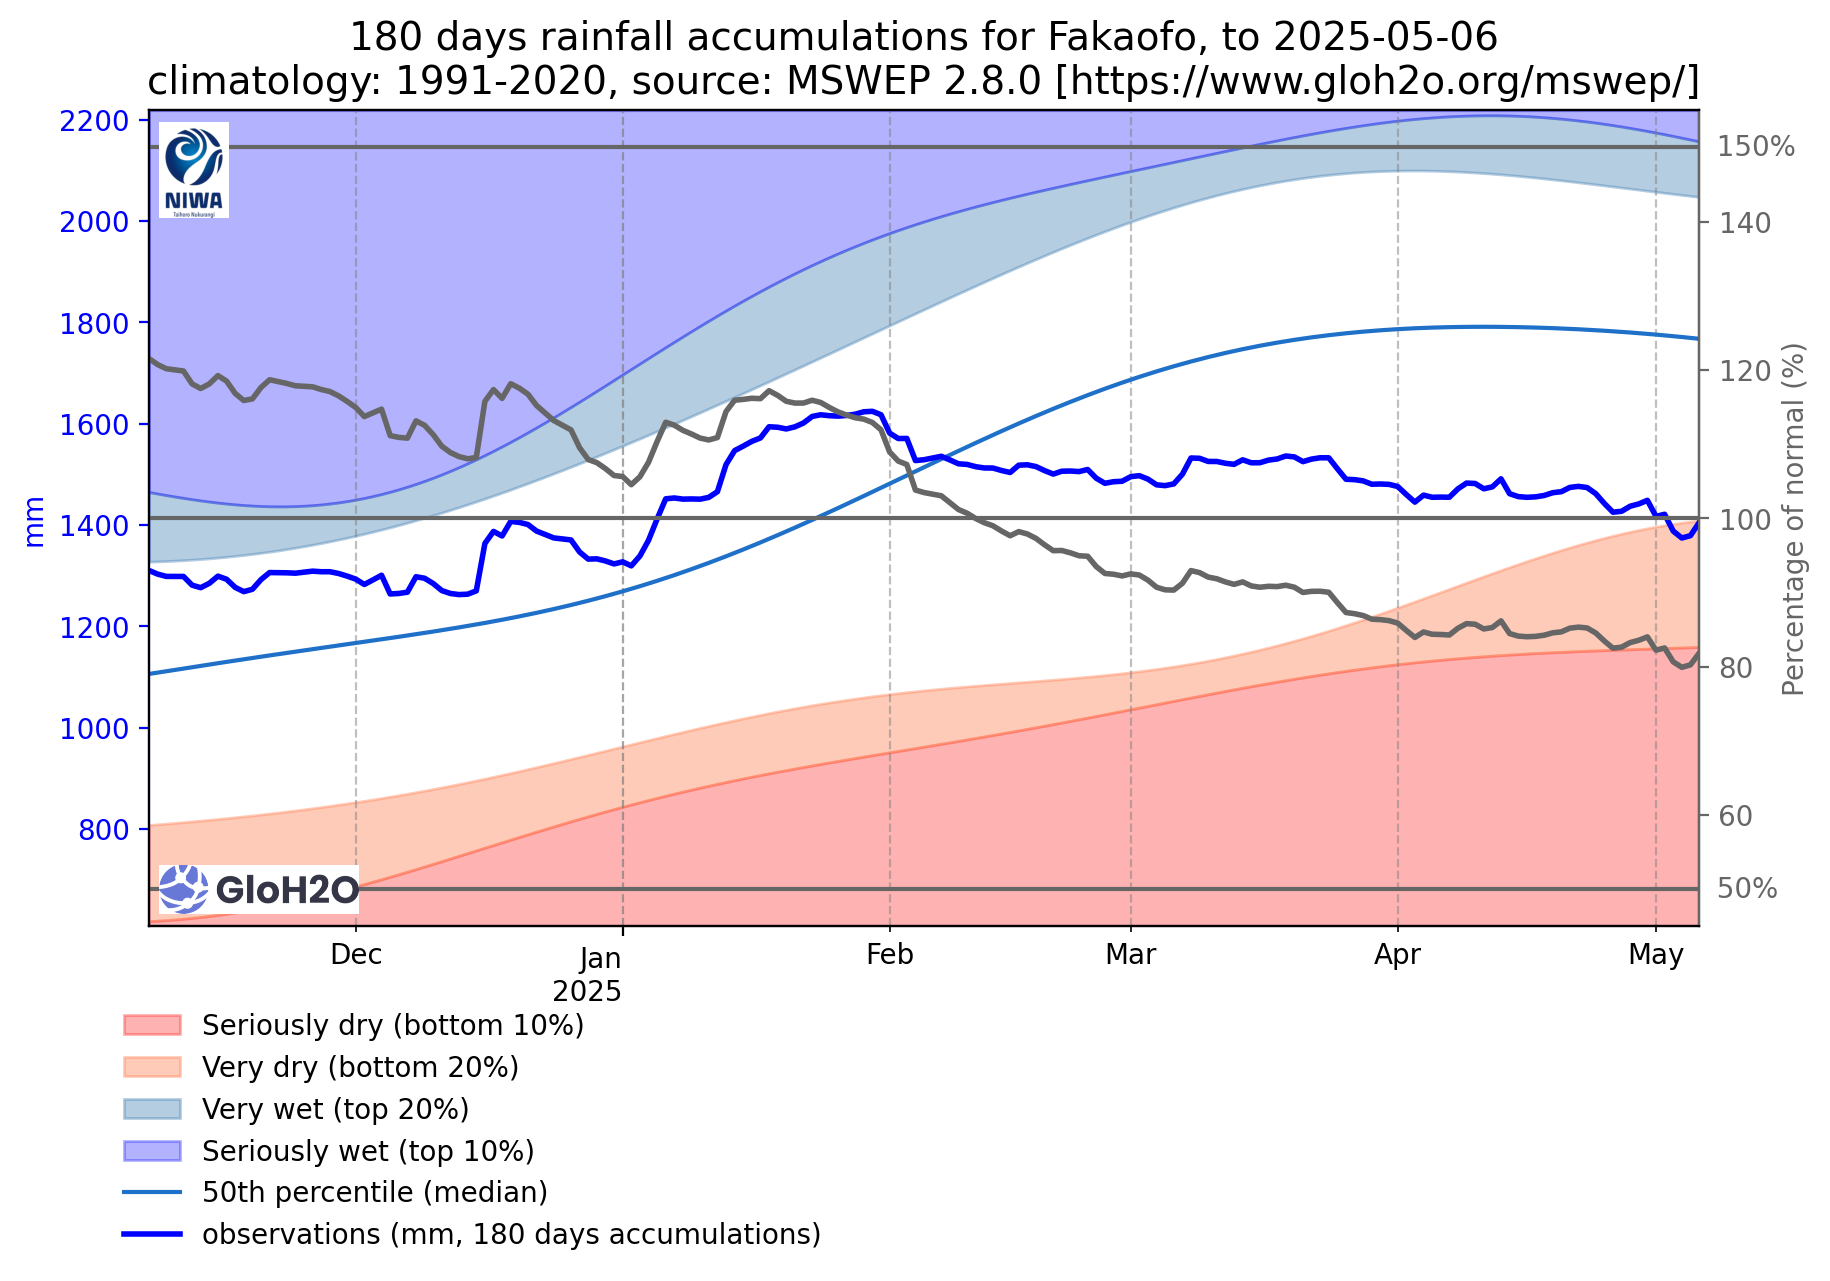 180 days rainfall accumulations for Fakaofo, to 2025-05-06
climatology: 1991-2020, source: MSWEP 2.8.0 [https://www.gloh2o.org/mswep/]
2200
2000
1800
1600
1400
1200
1000
800
mm
NIWA
Taihoro Nukurangi
GloH2O
150%
140
120
100
80
60
50%
Percentage of normal (%)
Dec
Jan
2025
Feb
Mar
Apr
May
Seriously dry (bottom 10%)
Very dry (bottom 20%)
Very wet (top 20%)
Seriously wet (top 10%)
50th percentile (median)
observations (mm, 180 days accumulations)